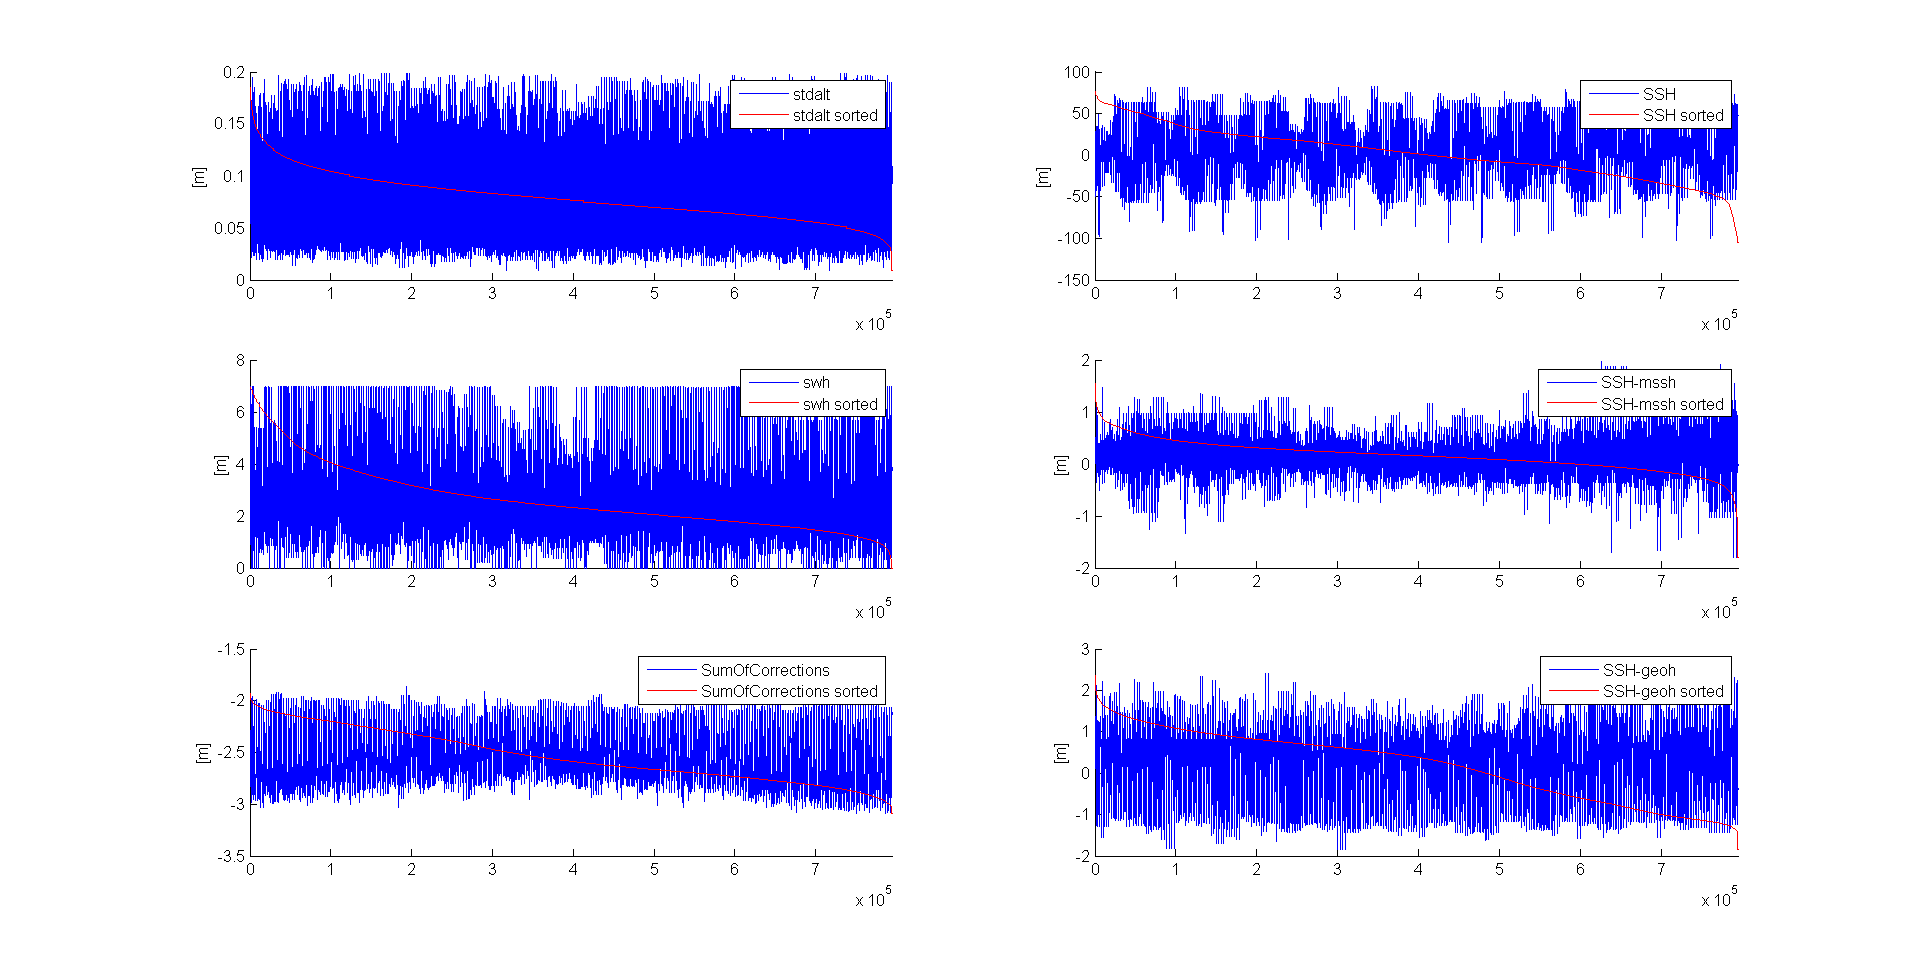 0.2
0.15
0.1
0.05
0
[m]
stdalt
stdalt sorted
0 1 2 3 4 5 6 7
x 10^5
100
50
0
-50
-100
-150
[m]
SSH
SSH sorted
0 1 2 3 4 5 6 7
x 10^5
8
6
4
2
0
[m]
swh
swh sorted
0 1 2 3 4 5 6 7
x 10^5
2
1
0
-1
-2
[m]
SSH-mssh
SSH-mssh sorted
0 1 2 3 4 5 6 7
x 10^5
-1.5
-2
-2.5
-3
-3.5
[m]
SumOfCorrections
SumOfCorrections sorted
0 1 2 3 4 5 6 7
x 10^5
3
2
1
0
-1
-2
[m]
SSH-geoh
SSH-geoh sorted
0 1 2 3 4 5 6 7
x 10^5